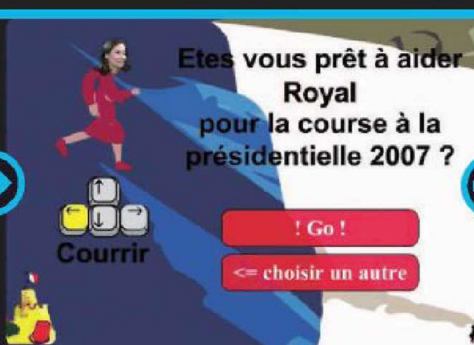 Etes vous prêt à aider
Royal
pour la course à la
présidentielle 2007 ?
Courrir
! Go !
<= choisir un autre